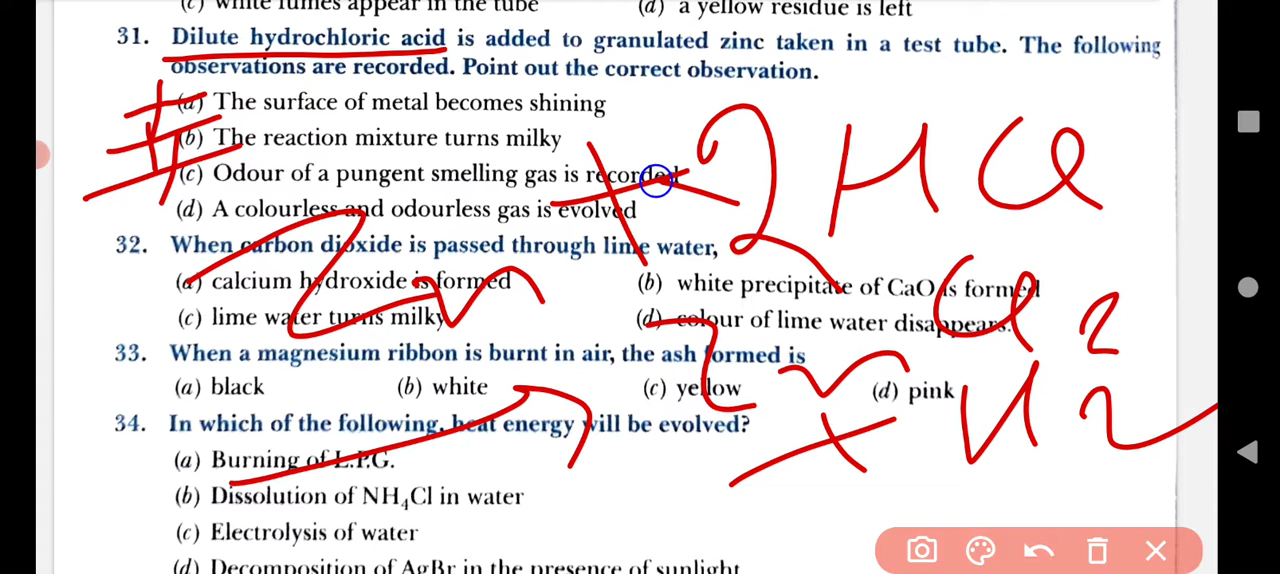 (c) white fumes appear in the tube (d) a yellow residue is left
31. Dilute hydrochloric acid is added to granulated zinc taken in a test tube. The following
observations are recorded. Point out the correct observation.
(a) The surface of metal becomes shining
(b) The reaction mixture turns milky
(c) Odour of a pungent smelling gas is recorded
(d) A colourless and odourless gas is evolved
32. When carbon dioxide is passed through lime water,
(a) calcium hydroxide is formed (b) white precipitate of CaO is formed
(c) lime water turns milky (d) colour of lime water disappears.
33. When a magnesium ribbon is burnt in air, the ash formed is
(a) black (b) white (c) yellow (d) pink
34. In which of the following, heat energy will be evolved?
(a) Burning of L.P.G.
(b) Dissolution of NH₄Cl in water
(c) Electrolysis of water
(d) Decomposition of AgBr in the presence of sunlight
Zn + 2HCl
→ ZnCl2
+ H2